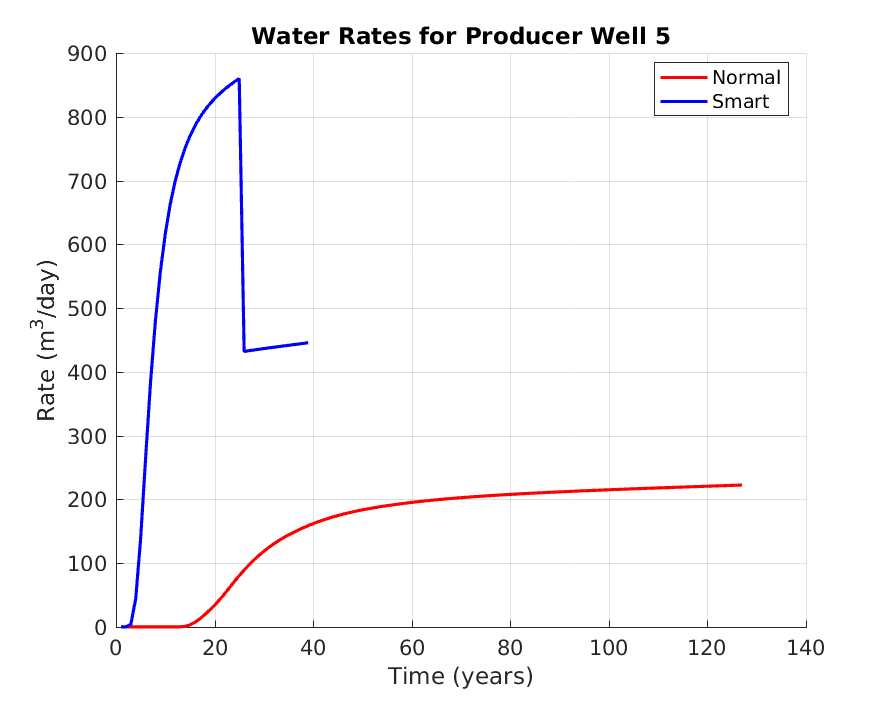 Water Rates for Producer Well 5
Normal
Smart
900
800
700
600
500
400
300
200
100
0
Rate (m³/day)
0 20 40 60 80 100 120 140
Time (years)